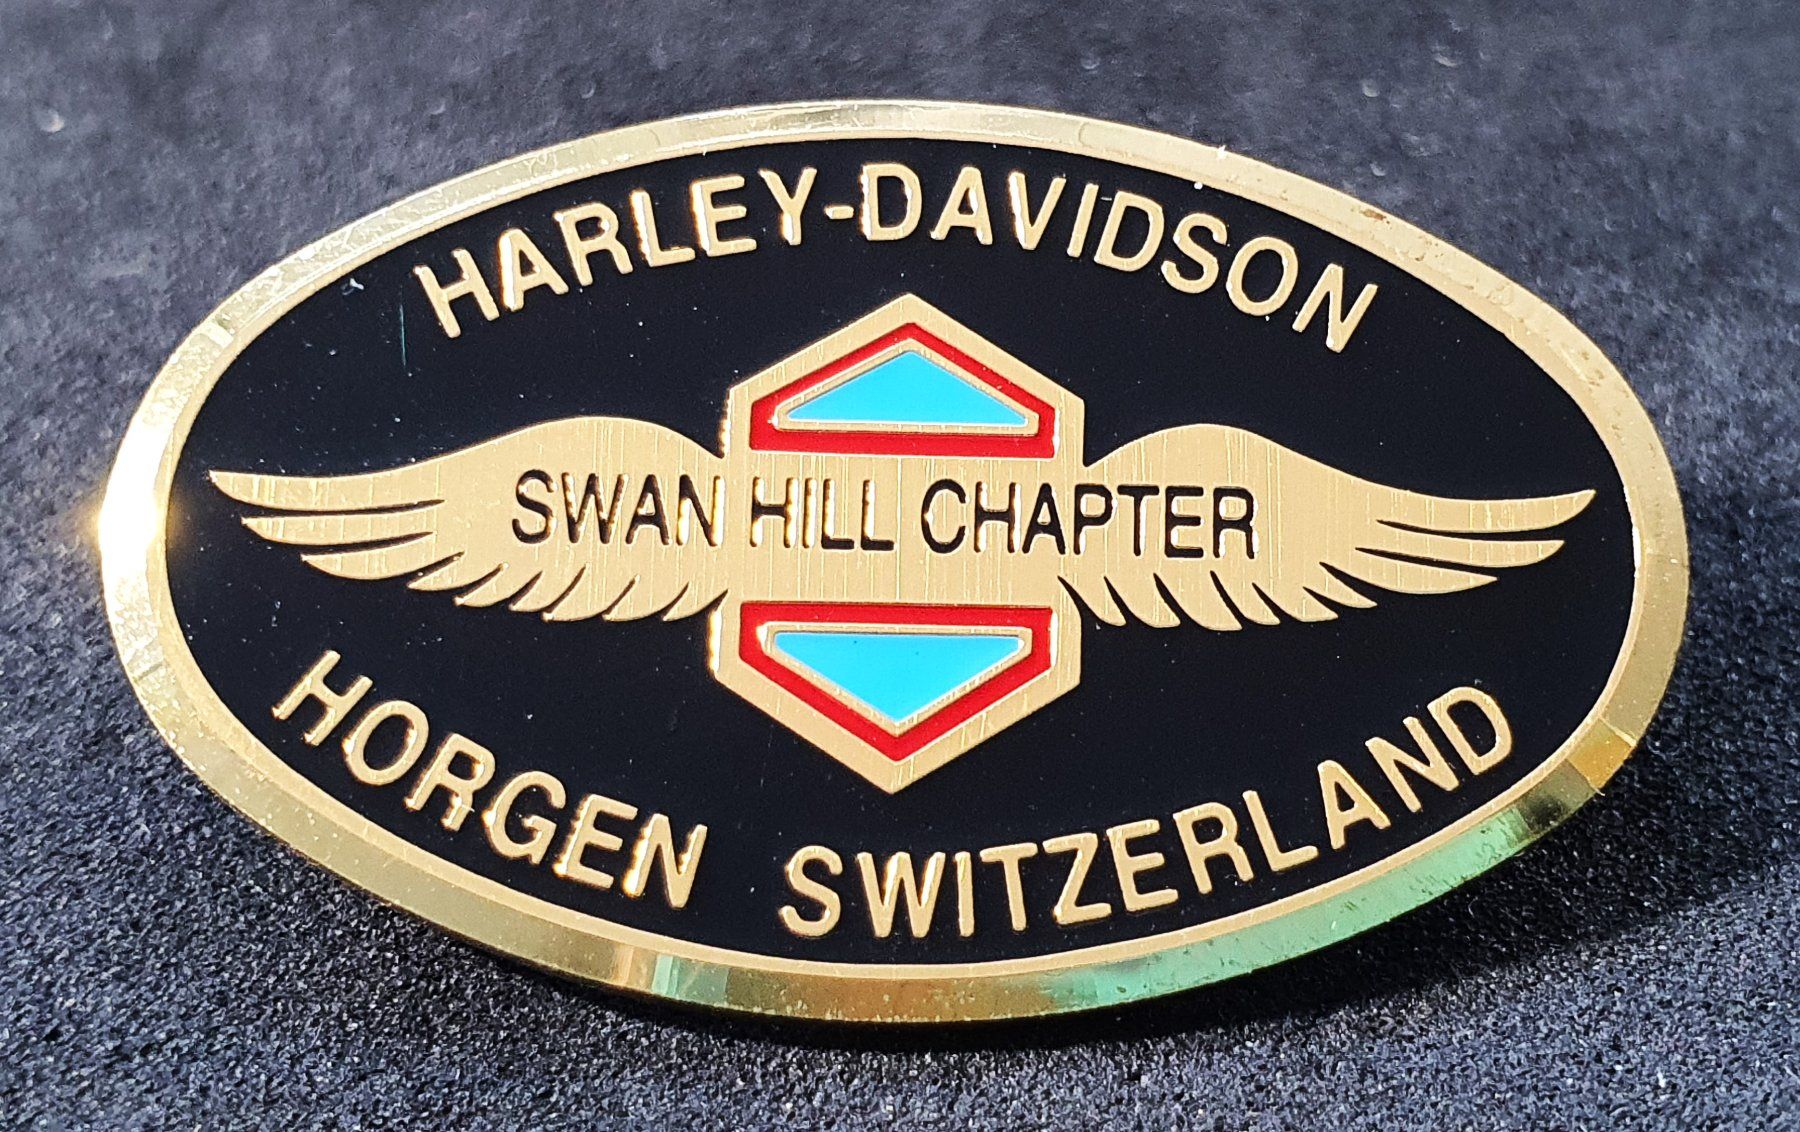 HARLEY-DAVIDSON
SWAN HILL CHAPTER
HORGEN SWITZERLAND